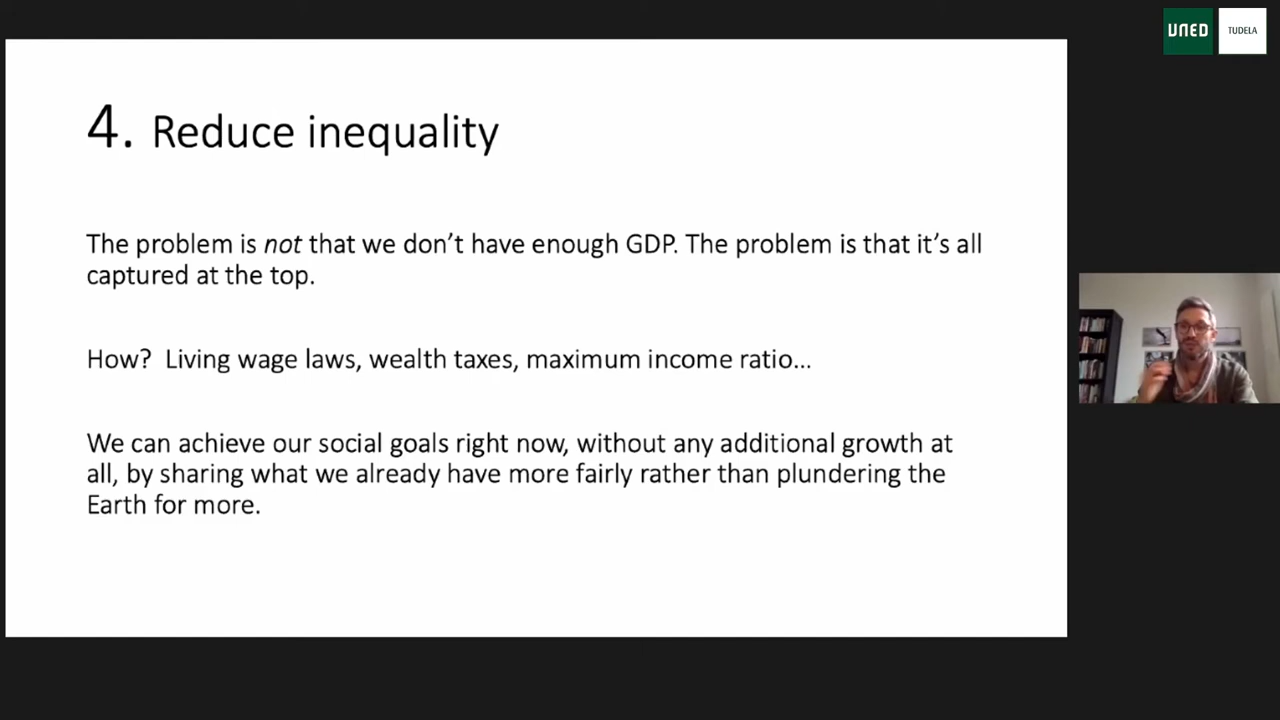 UNED
TUDELA
4. Reduce inequality
The problem is not that we don’t have enough GDP. The problem is that it’s all
captured at the top.
How?  Living wage laws, wealth taxes, maximum income ratio...
We can achieve our social goals right now, without any additional growth at
all, by sharing what we already have more fairly rather than plundering the
Earth for more.